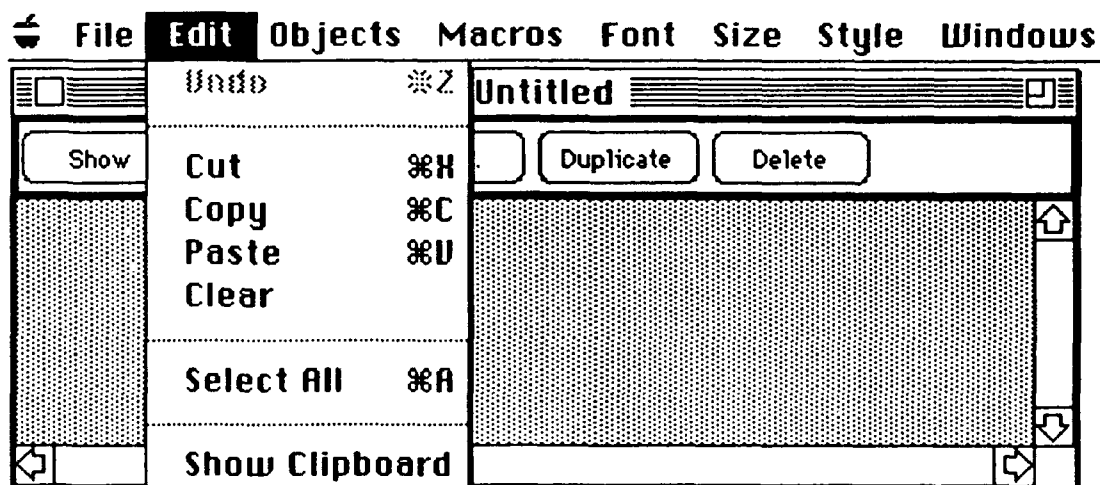 File Edit Objects Macros Font Size Style Windows
Untitled
Undo ⌘Z
Show Duplicate Delete
Cut ⌘X
Copy ⌘C
Paste ⌘V
Clear
Select All ⌘A
Show Clipboard